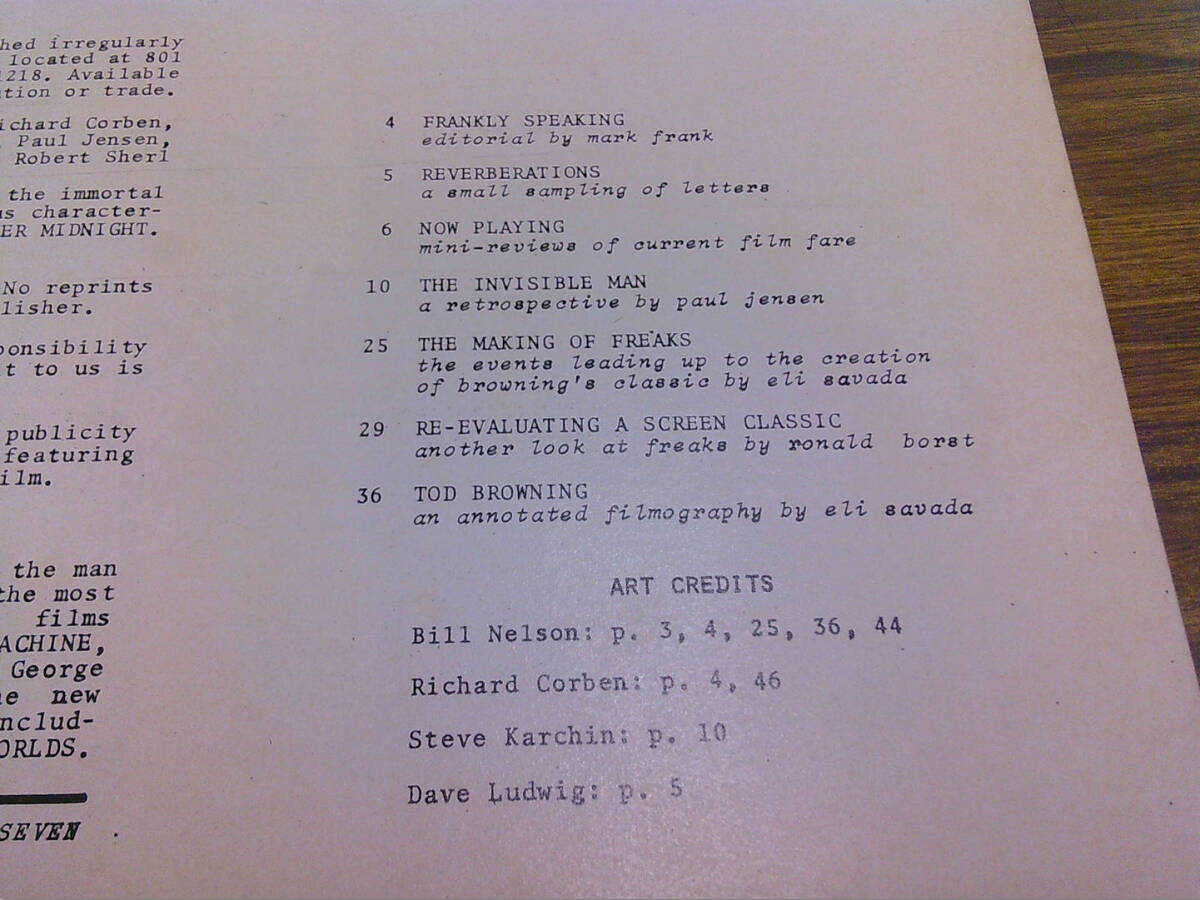 hed irregularly
located at 801
1218. Available
tion or trade.
ichard Corben,
Paul Jensen,
Robert Sherl
the immortal
us character-
ER MIDNIGHT.
No reprints
lisher.
ponsibility
t to us is
publicity
featuring
ilm.
the man
the most
films
ACHINE,
George
new
nclud-
ORLDS.
SEVEN
4 FRANKLY SPEAKING
editorial by mark frank
5 REVERBERATIONS
a small sampling of letters
6 NOW PLAYING
mini-reviews of current film fare
10 THE INVISIBLE MAN
a retrospective by paul jensen
25 THE MAKING OF FREAKS
the events leading up to the creation
of browning's classic by eli savada
29 RE-EVALUATING A SCREEN CLASSIC
another look at freaks by ronald borst
36 TOD BROWNING
an annotated filmography by eli savada
ART CREDITS
Bill Nelson: p. 3, 4, 25, 36, 44
Richard Corben: p. 4, 46
Steve Karchin: p. 10
Dave Ludwig: p. 5